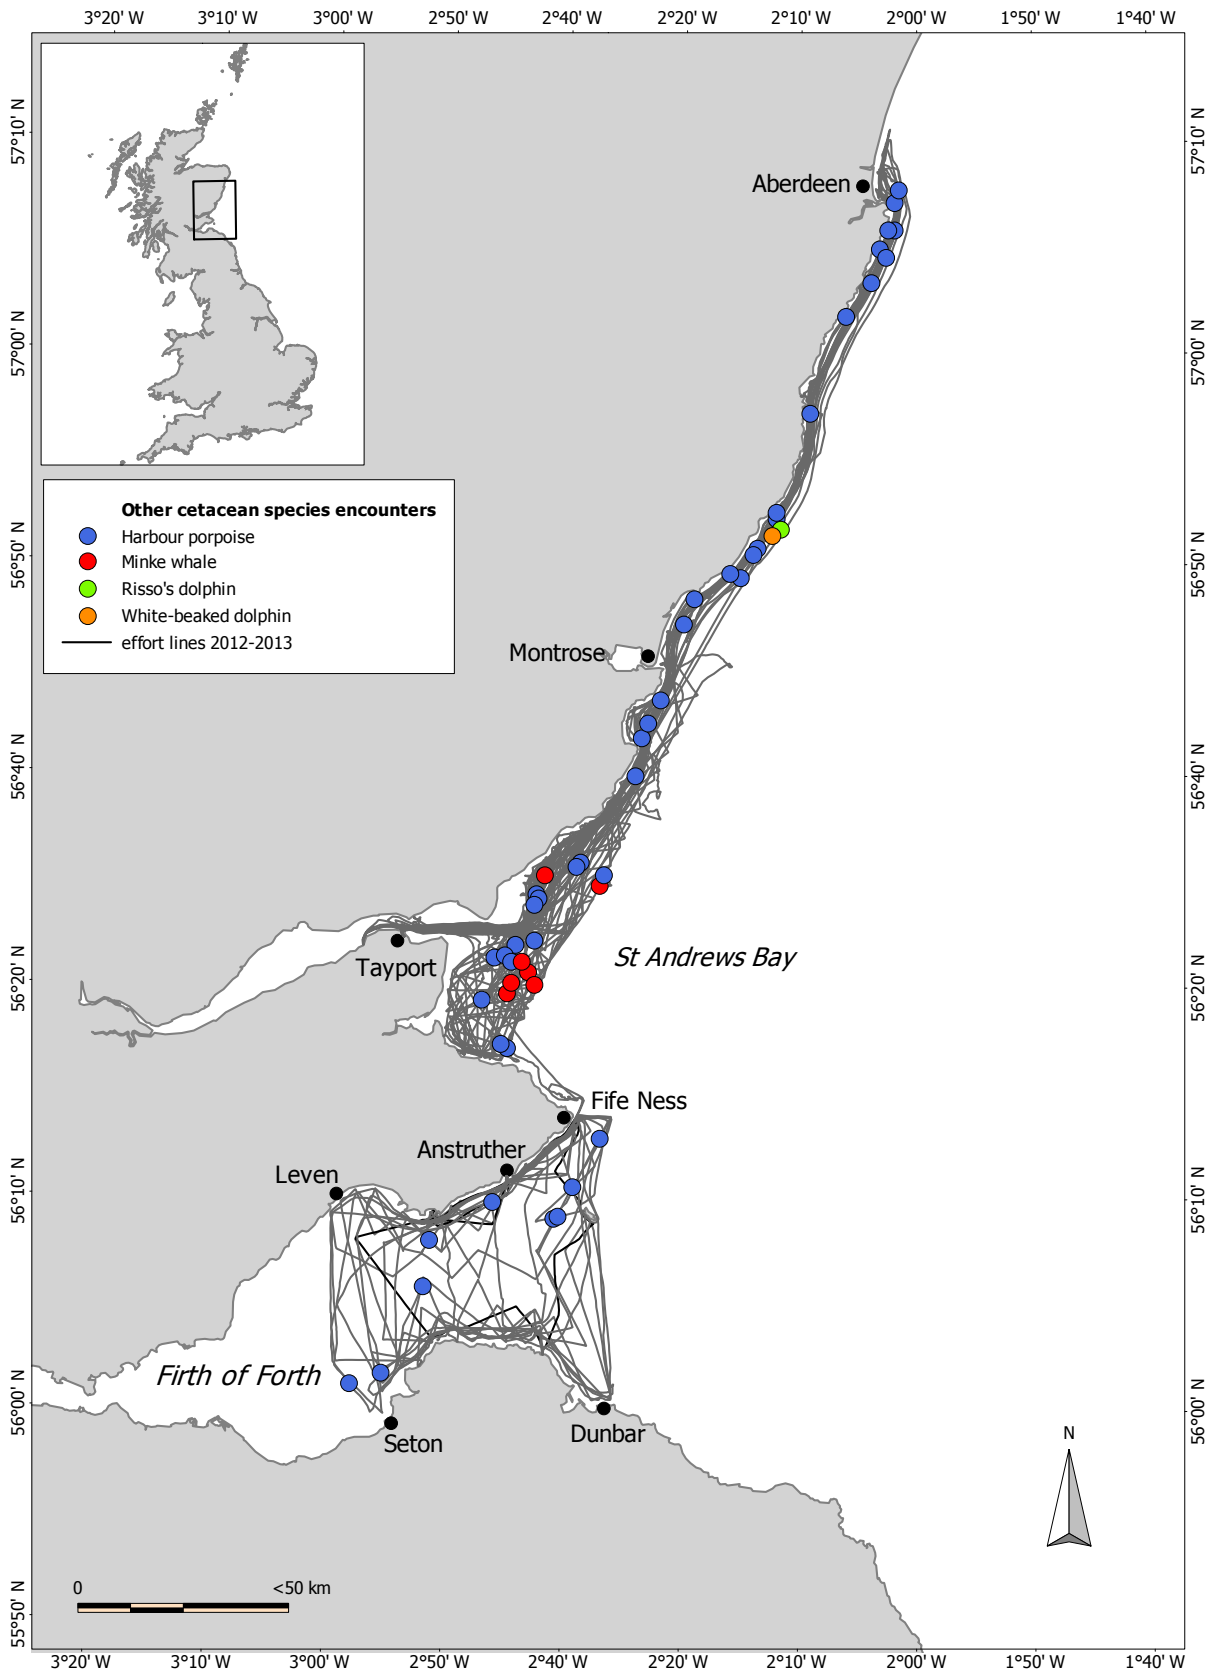 3°20' W 3°10' W 3°00' W 2°50' W 2°40' W 2°30' W 2°20' W 2°10' W 2°00' W 1°50' W 1°40' W
57°10' N
57°10' N
Aberdeen
57°00' N
57°00' N
Other cetacean species encounters
Harbour porpoise
Minke whale
Risso's dolphin
White-beaked dolphin
effort lines 2012-2013
56°50' N
56°50' N
Montrose
56°40' N
56°40' N
St Andrews Bay
Tayport
56°20' N
56°20' N
Fife Ness
Anstruther
Leven
56°10' N
56°10' N
Firth of Forth
56°00' N
56°00' N
Seton
Dunbar
N
0 <50 km
55°50' N
3°20' W 3°10' W 3°00' W 2°50' W 2°40' W 2°20' W 2°10' W 2°00' W 1°50' W 1°40' W